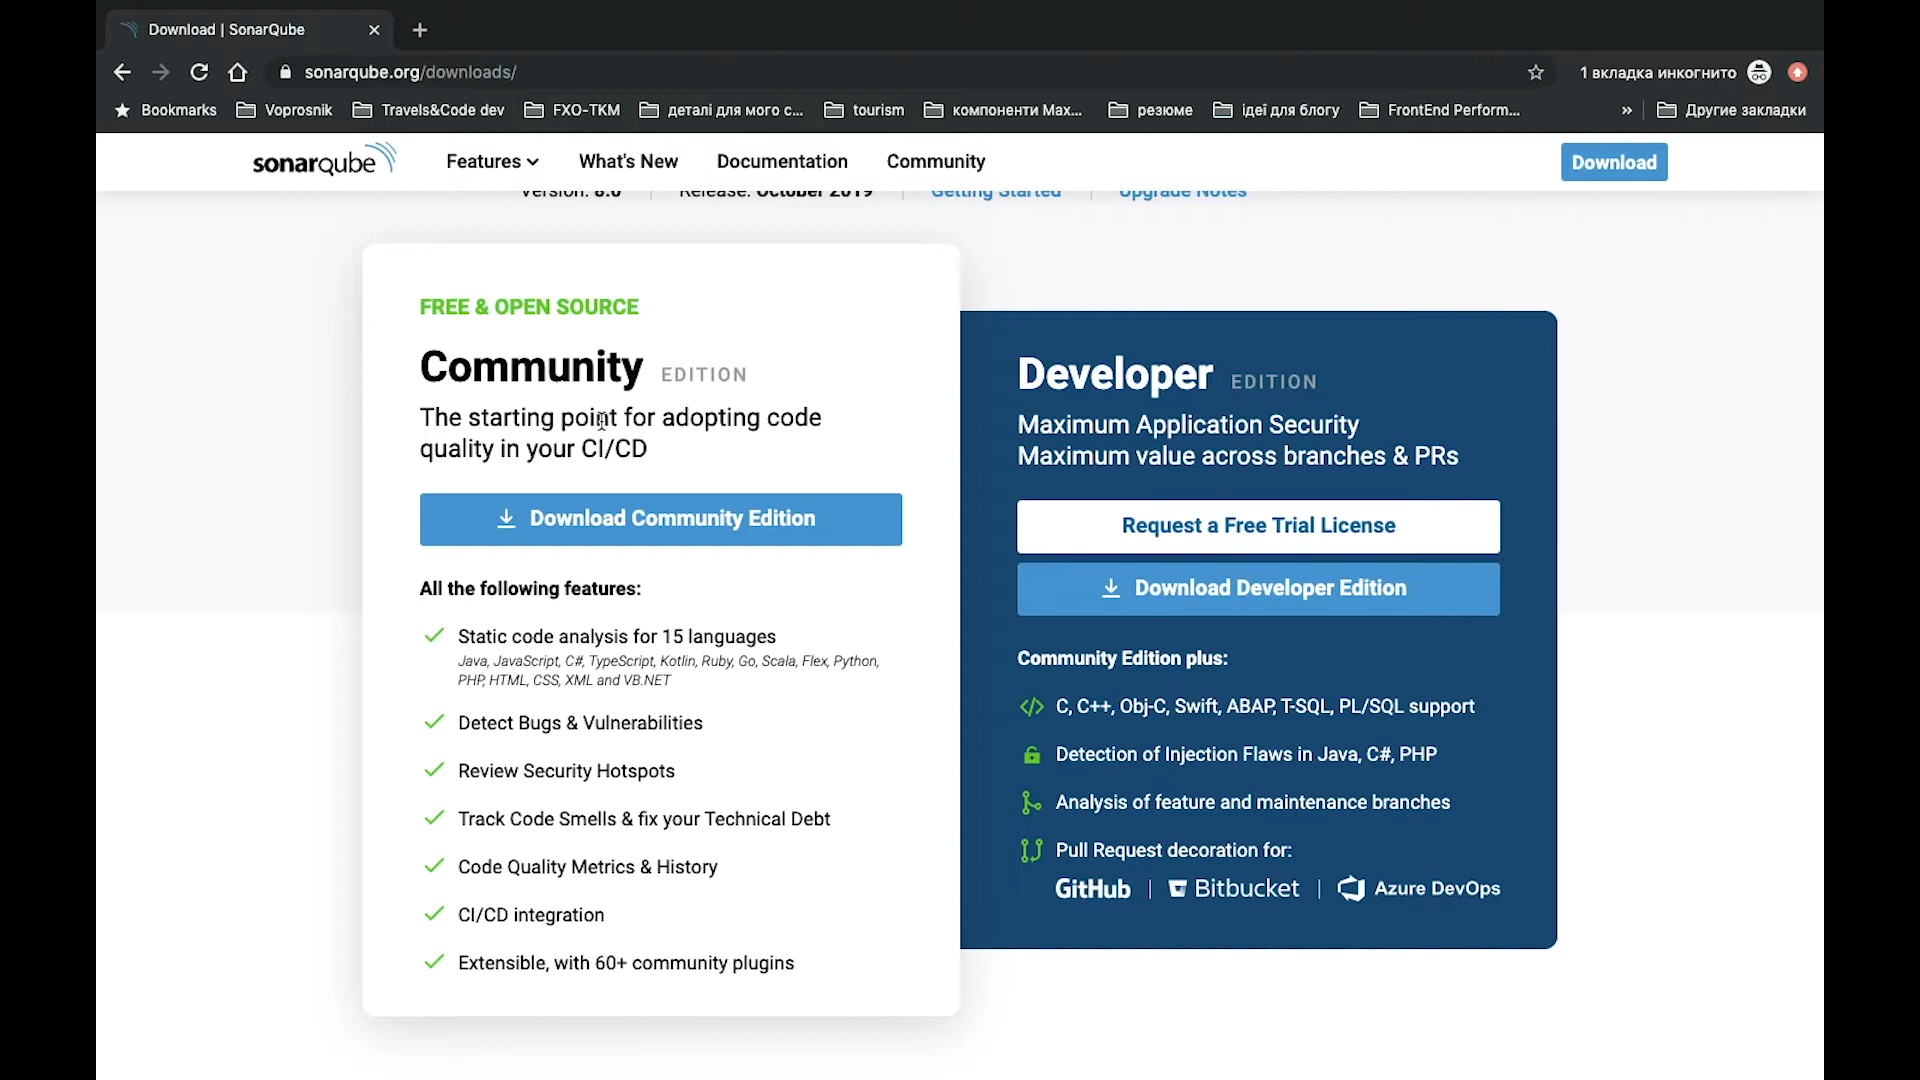 Download | SonarQube
sonarqube.org/downloads/
1 вкладка инкогнито
Bookmarks Voprosnik Travels&Code dev FXO-TKM деталі для мого с... tourism компоненти Max... резюме ідеї для блогу FrontEnd Perform... » Другие закладки
sonarqube Features What's New Documentation Community Download
Version: 8.0 Release: October 2019 Getting Started Upgrade Notes
FREE & OPEN SOURCE
Community EDITION
The starting point for adopting code
quality in your CI/CD
Download Community Edition
All the following features:
Static code analysis for 15 languages
Java, JavaScript, C#, TypeScript, Kotlin, Ruby, Go, Scala, Flex, Python,
PHP, HTML, CSS, XML and VB.NET
Detect Bugs & Vulnerabilities
Review Security Hotspots
Track Code Smells & fix your Technical Debt
Code Quality Metrics & History
CI/CD integration
Extensible, with 60+ community plugins
Developer EDITION
Maximum Application Security
Maximum value across branches & PRs
Request a Free Trial License
Download Developer Edition
Community Edition plus:
</> C, C++, Obj-C, Swift, ABAP, T-SQL, PL/SQL support
Detection of Injection Flaws in Java, C#, PHP
Analysis of feature and maintenance branches
Pull Request decoration for:
GitHub | Bitbucket | Azure DevOps